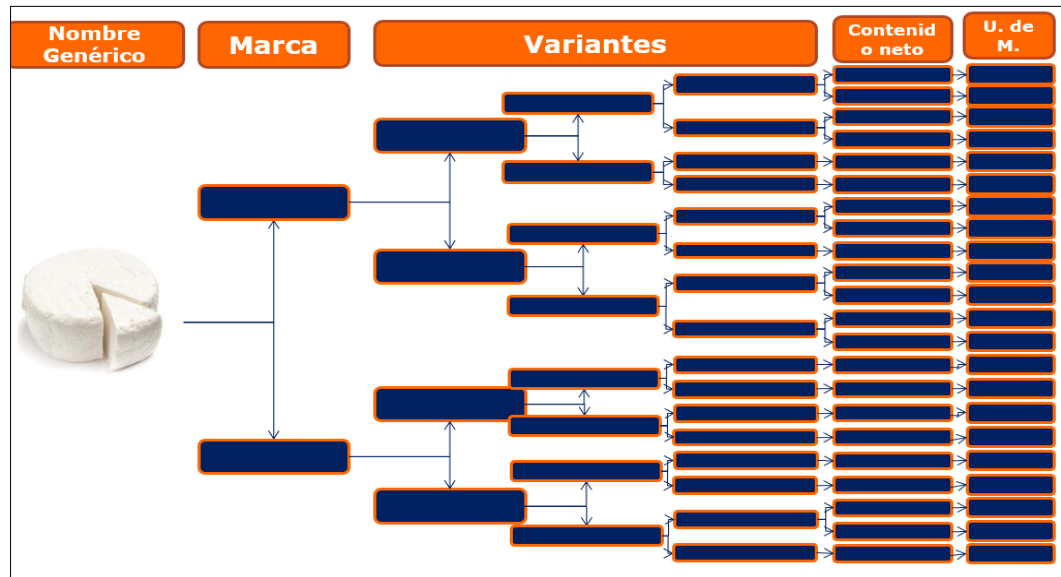 Nombre
Genérico
Marca
Variantes
Contenid
o neto
U. de
M.